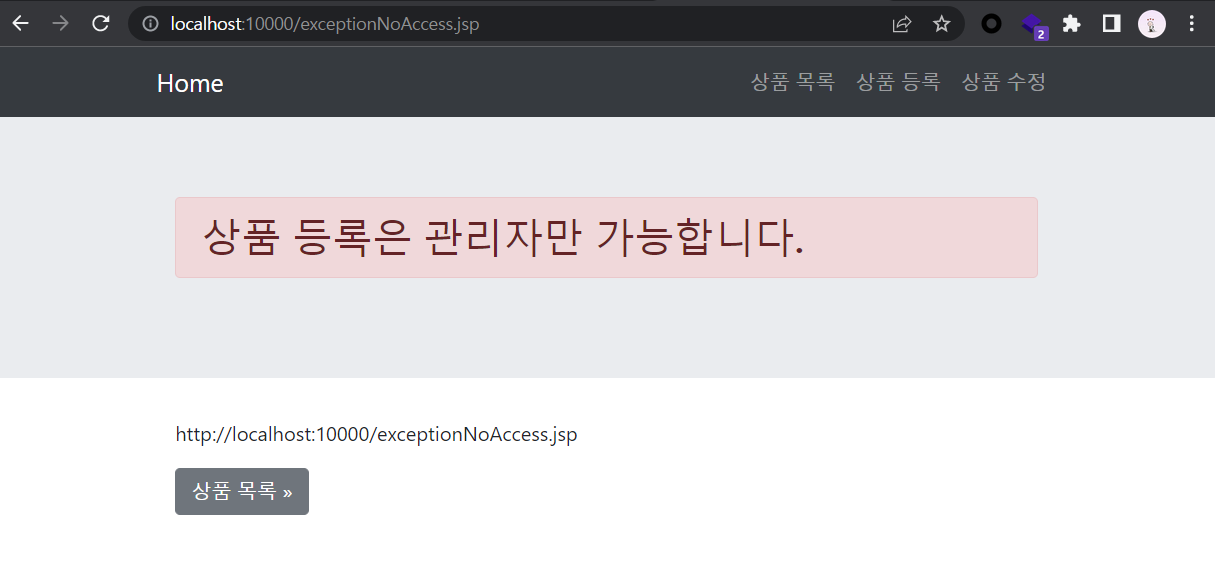 localhost:10000/exceptionNoAccess.jsp
2
Home 상품 목록 상품 등록 상품 수정
상품 등록은 관리자만 가능합니다.
http://localhost:10000/exceptionNoAccess.jsp
상품 목록 »